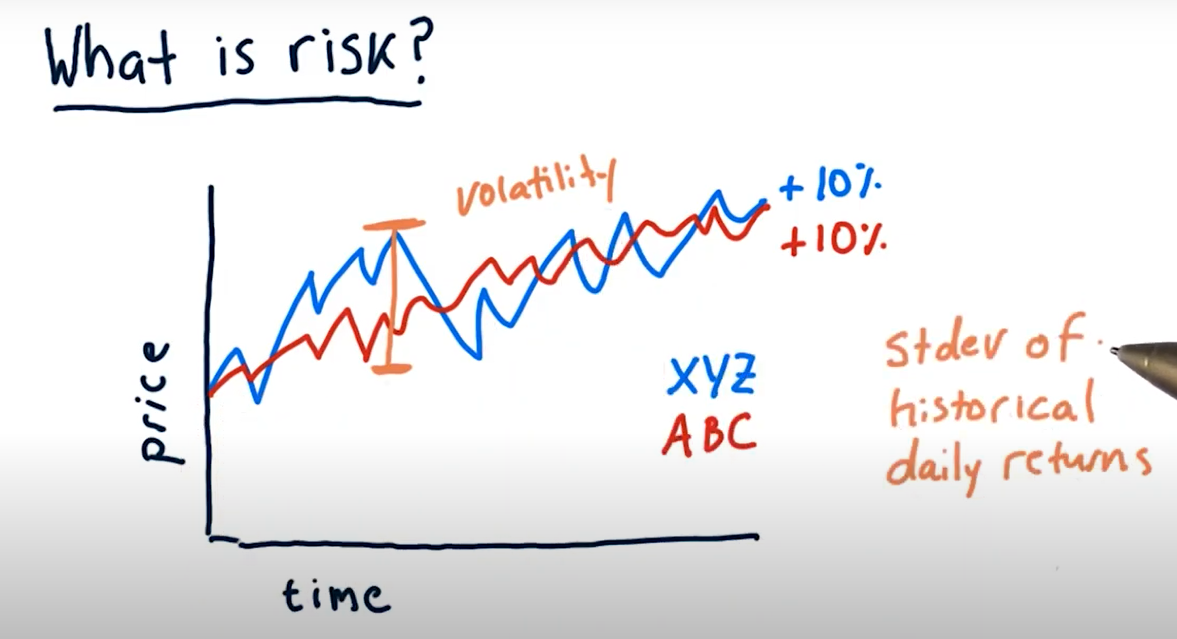 What is risk?
volatility
+10%
+10%
price
XYZ
ABC
stdev of
historical
daily returns
time